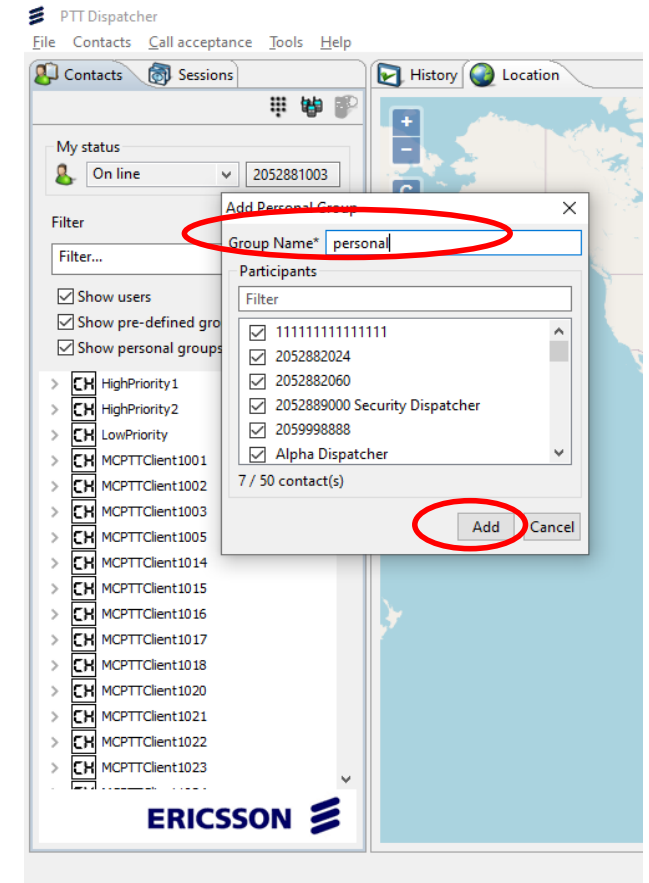 PTT Dispatcher
File Contacts Call acceptance Tools Help
Contacts Sessions
History Location
My status
On line 2052881003
Filter
Filter...
Show users
Show pre-defined gro
Show personal groups
HighPriority1
HighPriority2
LowPriority
MCPTTClient1001
MCPTTClient1002
MCPTTClient1003
MCPTTClient1005
MCPTTClient1014
MCPTTClient1015
MCPTTClient1016
MCPTTClient1017
MCPTTClient1018
MCPTTClient1020
MCPTTClient1021
MCPTTClient1022
MCPTTClient1023
ERICSSON
+
−
Add Personal Group
Group Name* personal
Participants
Filter
111111111111111
2052882024
2052882060
2052889000 Security Dispatcher
2059998888
Alpha Dispatcher
7 / 50 contact(s)
Add Cancel